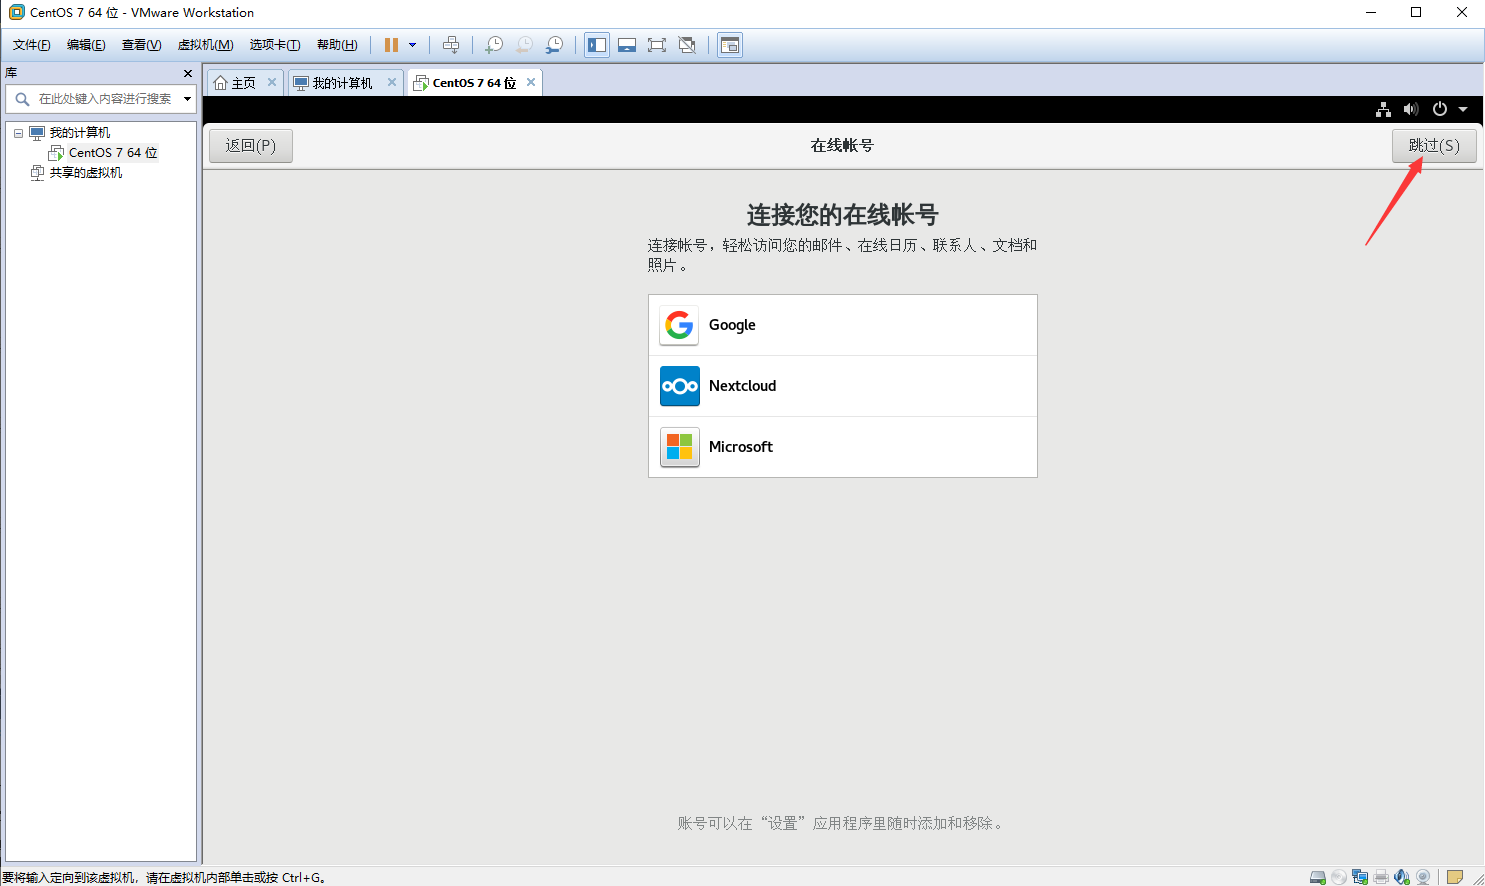 CentOS 7 64 位 - VMware Workstation
文件(F) 编辑(E) 查看(V) 虚拟机(M) 选项卡(T) 帮助(H)
库
在此处键入内容进行搜索
我的计算机
CentOS 7 64 位
共享的虚拟机
主页 我的计算机 CentOS 7 64 位
返回(P) 在线帐号 跳过(S)
连接您的在线帐号
连接帐号，轻松访问您的邮件、在线日历、联系人、文档和
照片。
Google
Nextcloud
Microsoft
账号可以在“设置”应用程序里随时添加和移除。
要将输入定向到该虚拟机，请在虚拟机内部单击或按 Ctrl+G。